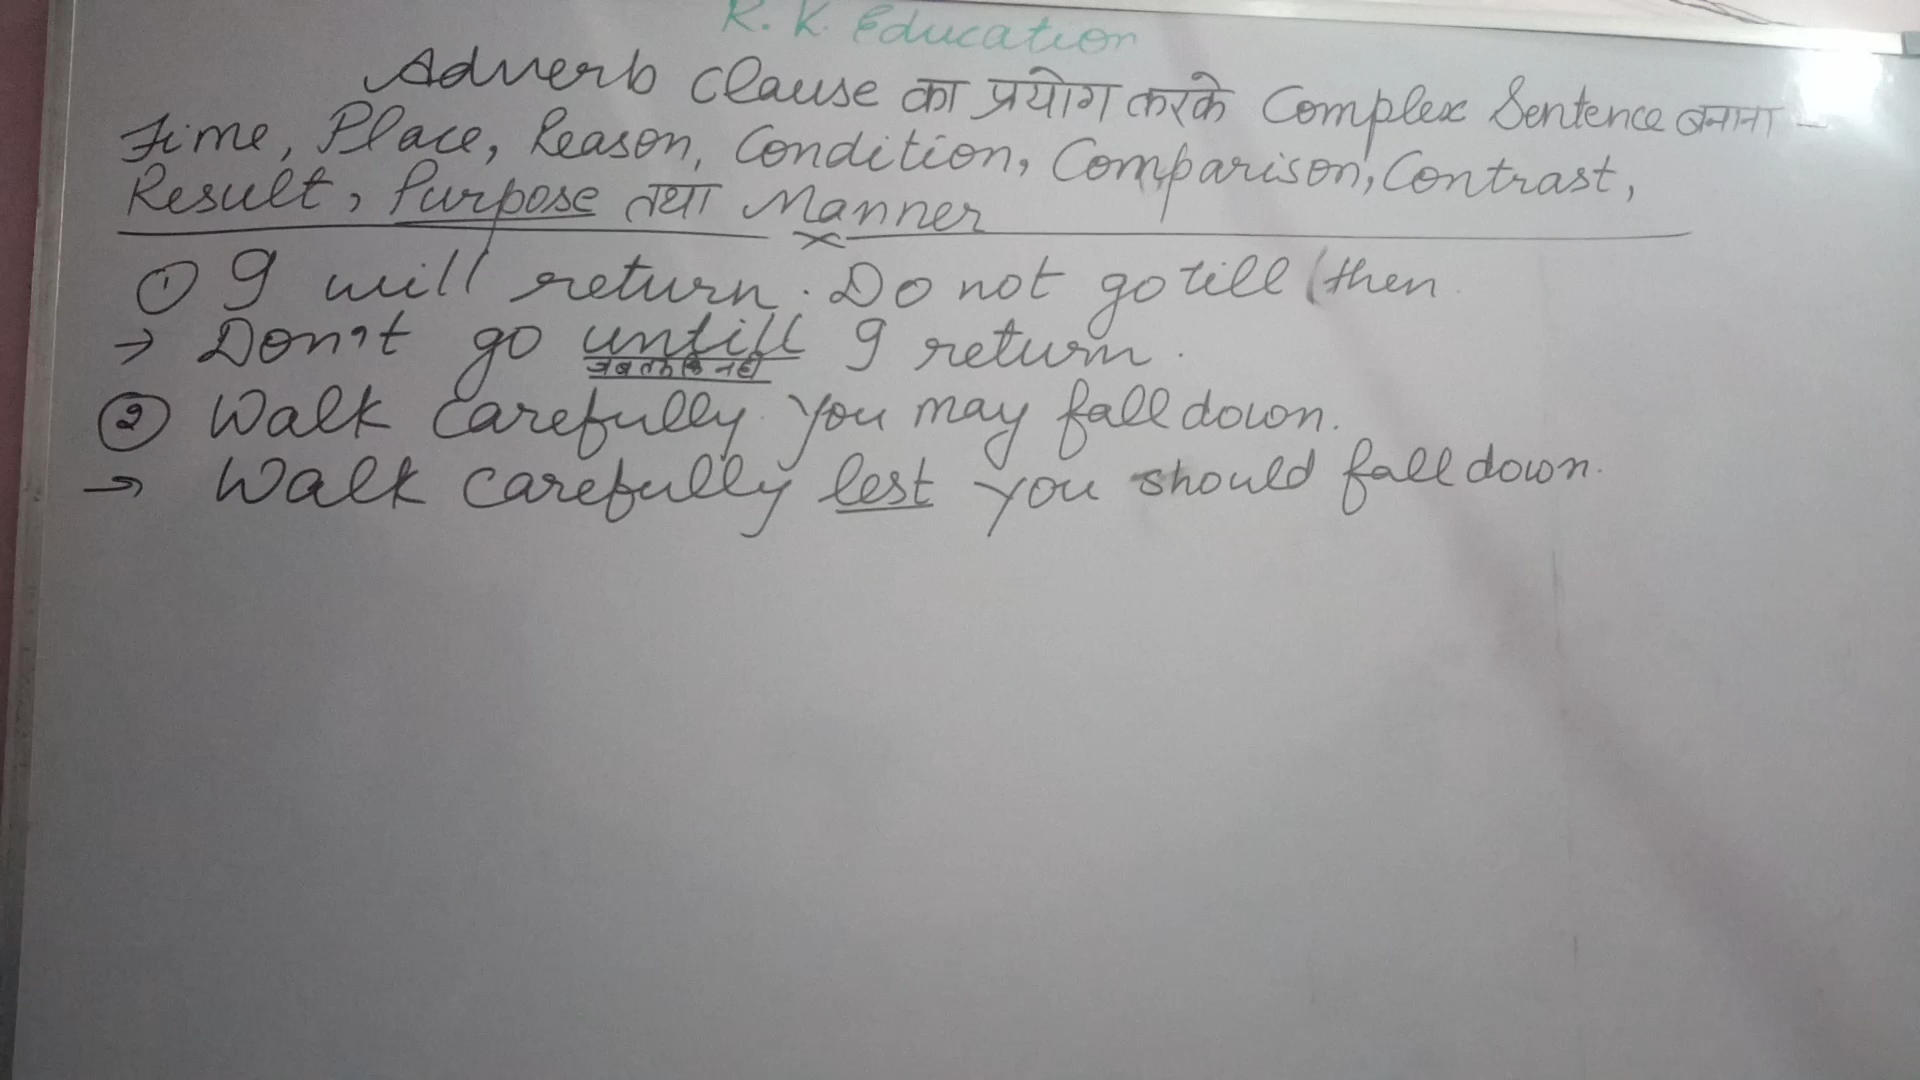 R. K. Education
Adverb clause का प्रयोग करके Complex Sentence बनाना -
Time, Place, Reason, Condition, Comparison, Contrast,
Result, Purpose तथा Manner
① I will return. Do not go till then.
→ Don't go untill I return.
जब तक कि नहीं
② Walk carefully. You may fall down.
→ Walk carefully lest you should fall down.